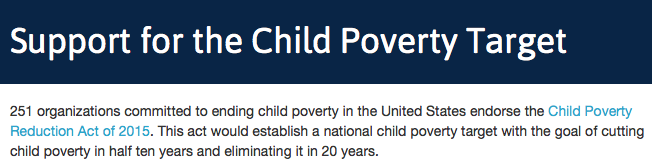 Support for the Child Poverty Target
251 organizations committed to ending child poverty in the United States endorse the Child Poverty
Reduction Act of 2015. This act would establish a national child poverty target with the goal of cutting
child poverty in half ten years and eliminating it in 20 years.